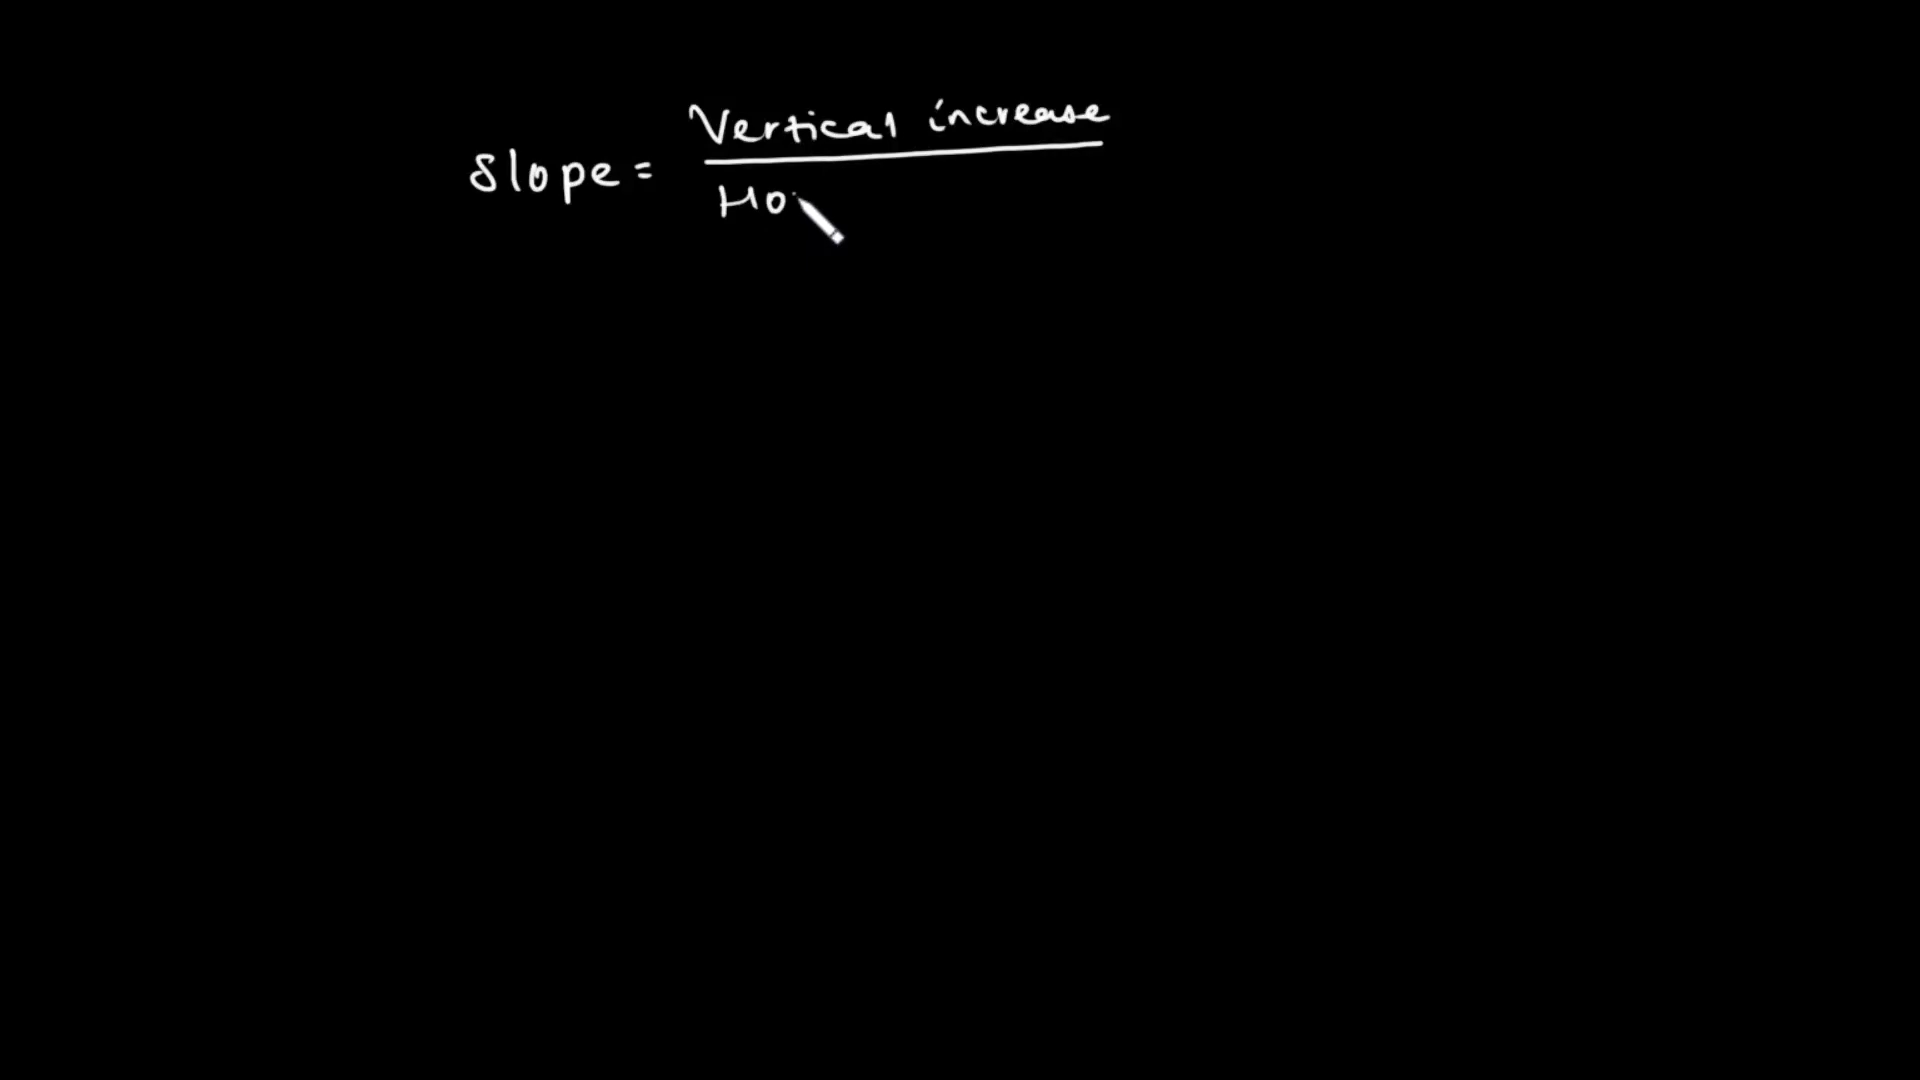 Vertical increase
Slope =
Ho